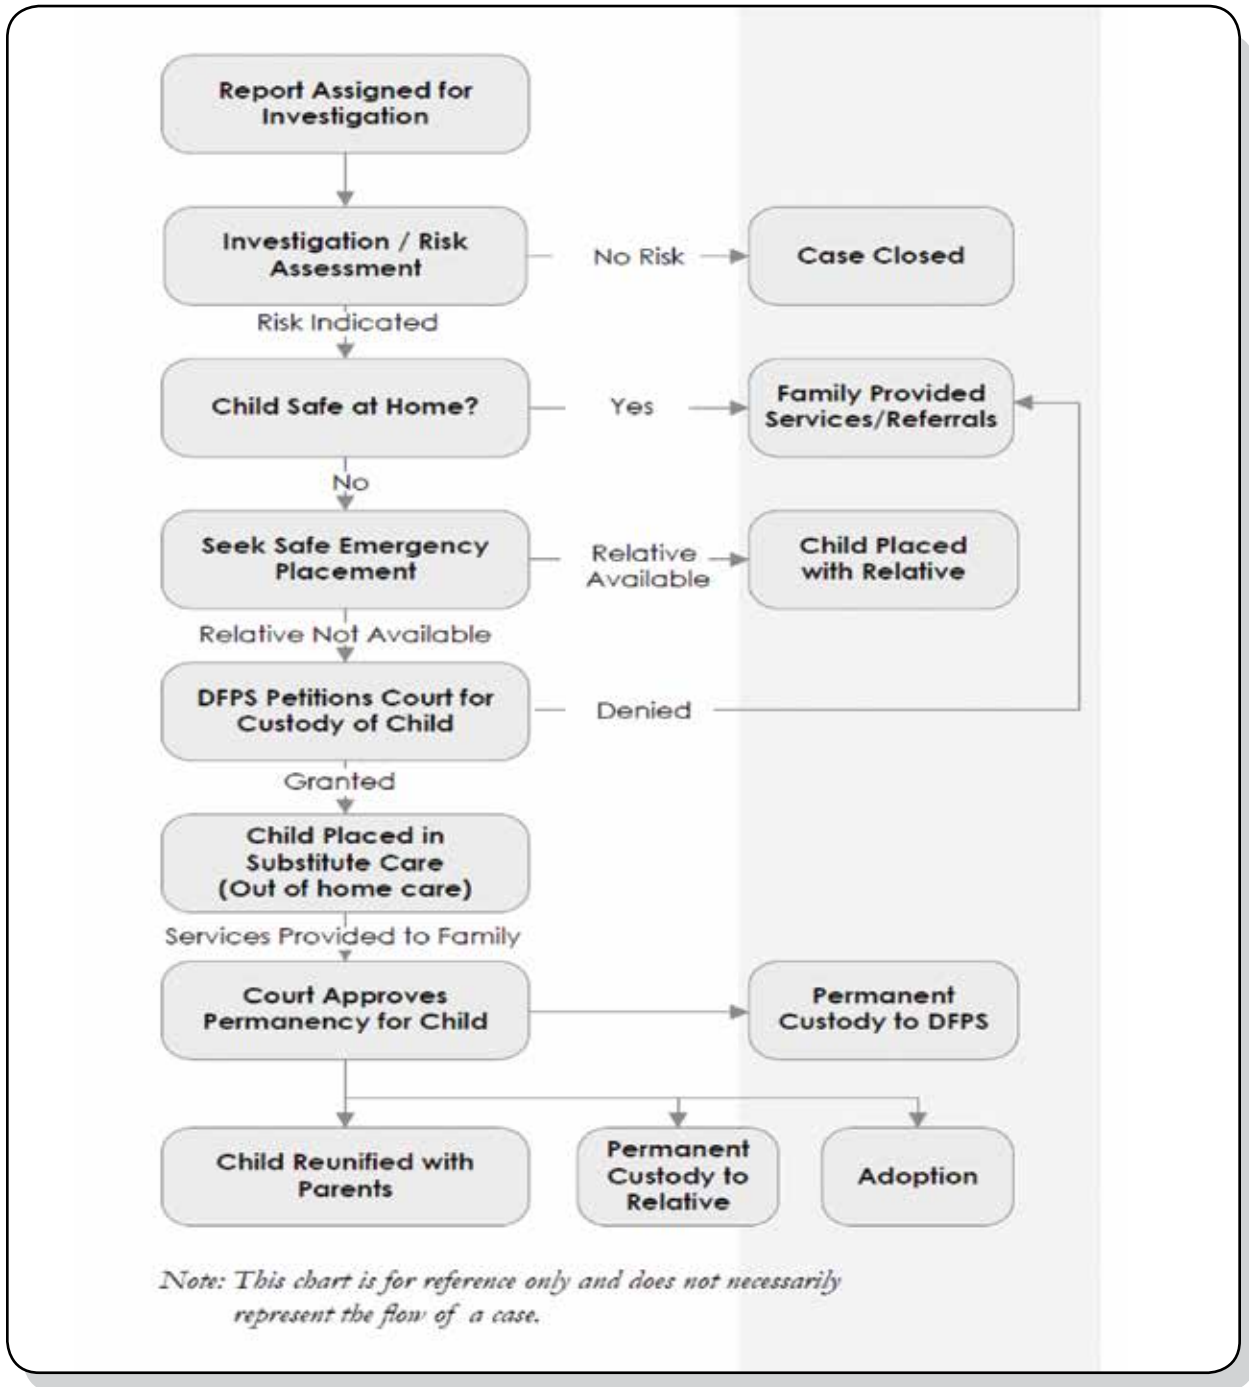 Report Assigned for
Investigation
Investigation / Risk
Assessment
No Risk
Case Closed
Risk Indicated
Child Safe at Home?
Yes
Family Provided
Services/Referrals
No
Seek Safe Emergency
Placement
Relative
Available
Child Placed
with Relative
Relative Not Available
DFPS Petitions Court for
Custody of Child
Denied
Granted
Child Placed in
Substitute Care
(Out of home care)
Services Provided to Family
Court Approves
Permanency for Child
Permanent
Custody to DFPS
Child Reunified with
Parents
Permanent
Custody to
Relative
Adoption
Note: This chart is for reference only and does not necessarily
represent the flow of a case.